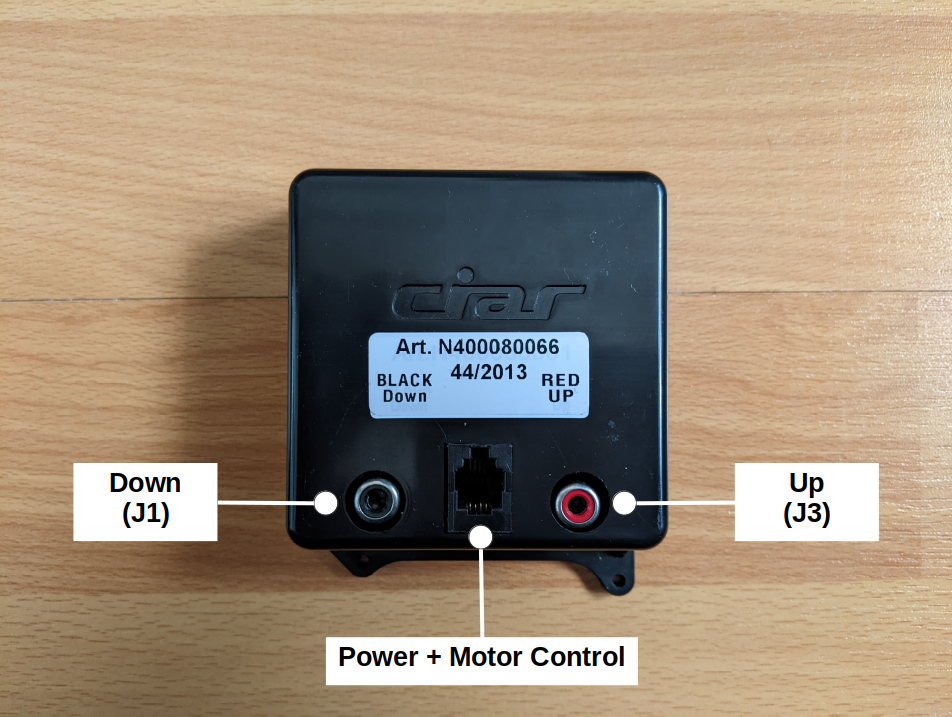 ciar
Art. N400080066
44/2013
BLACK
Down
RED
UP
Down
(J1)
Up
(J3)
Power + Motor Control